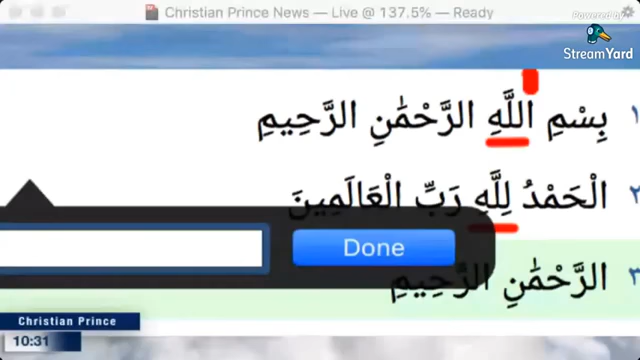 Christian Prince News — Live @ 137.5% — Ready
Powered by
StreamYard
بِسْمِ اللَّهِ الرَّحْمَٰنِ الرَّحِيمِ ١
الْحَمْدُ لِلَّهِ رَبِّ الْعَالَمِينَ ٢
Done
الرَّحْمَٰنِ الرَّحِيمِ ٣
Christian Prince
10:31